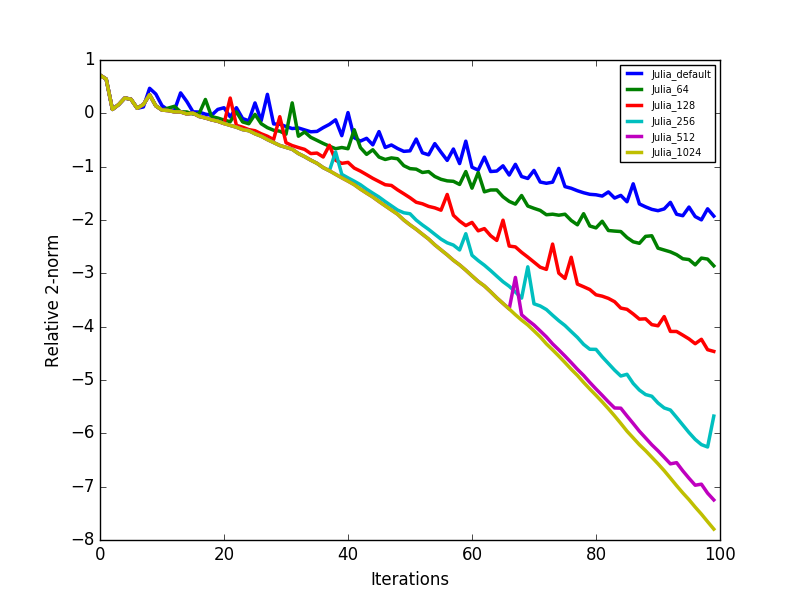 1
0
−1
−2
−3
−4
−5
−6
−7
−8
0
20
40
60
80
100
Relative 2-norm
Iterations
Julia_default
Julia_64
Julia_128
Julia_256
Julia_512
Julia_1024